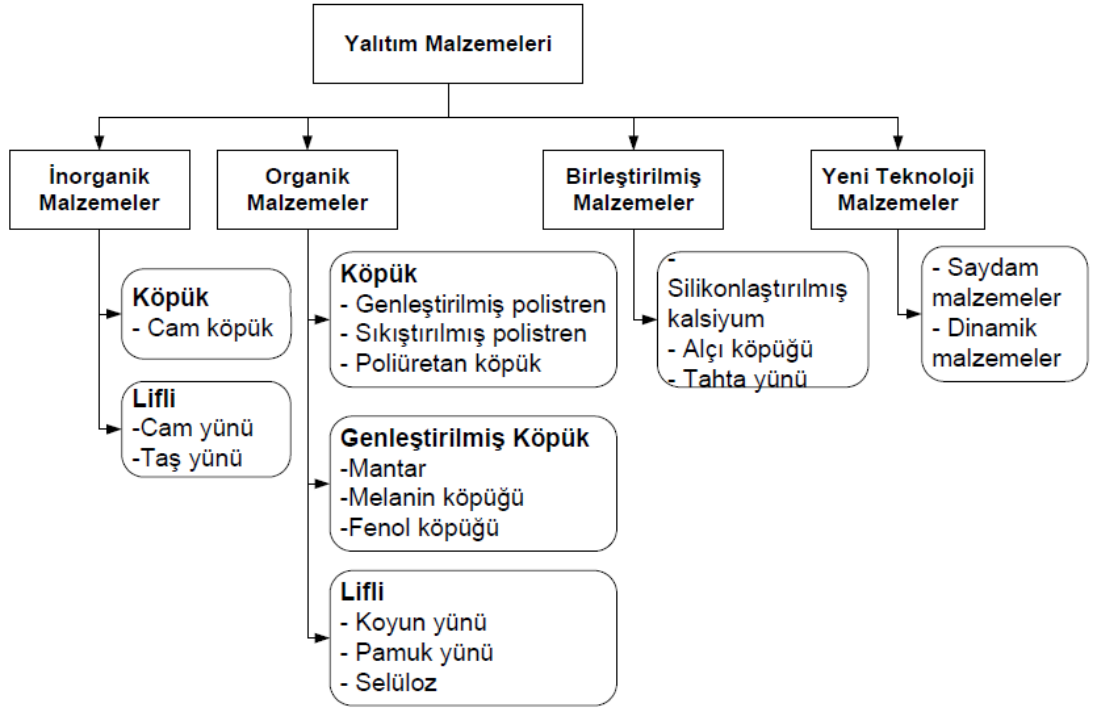 Yalıtım Malzemeleri
İnorganik
Malzemeler
Organik
Malzemeler
Birleştirilmiş
Malzemeler
Yeni Teknoloji
Malzemeler
Köpük
- Cam köpük
Lifli
-Cam yünü
-Taş yünü
Köpük
- Genleştirilmiş polistren
- Sıkıştırılmış polistren
- Poliüretan köpük
Genleştirilmiş Köpük
-Mantar
-Melanin köpüğü
-Fenol köpüğü
Lifli
- Koyun yünü
- Pamuk yünü
- Selüloz
-
Silikonlaştırılmış
kalsiyum
- Alçı köpüğü
- Tahta yünü
- Saydam
malzemeler
- Dinamik
malzemeler